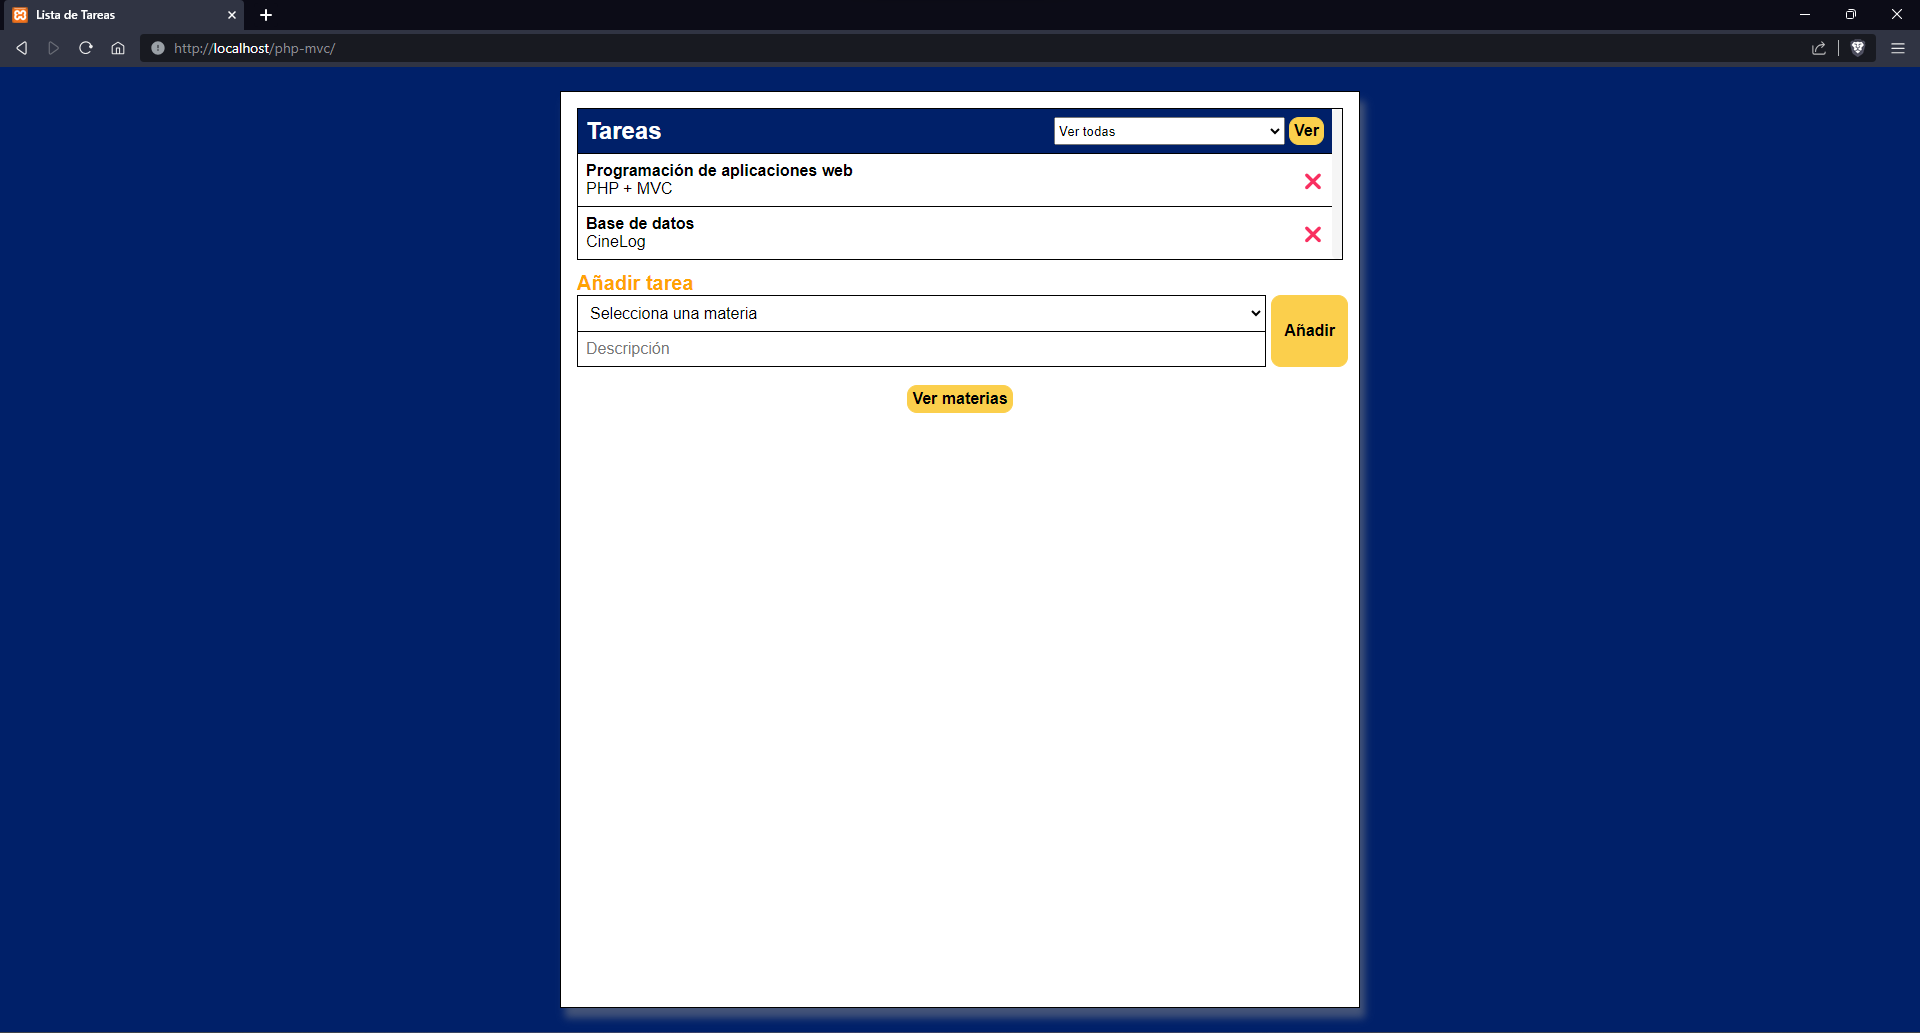 Lista de Tareas
http://localhost/php-mvc/
Tareas
Ver todas
Ver
Programación de aplicaciones web
PHP + MVC
Base de datos
CineLog
Añadir tarea
Selecciona una materia
Añadir
Descripción
Ver materias